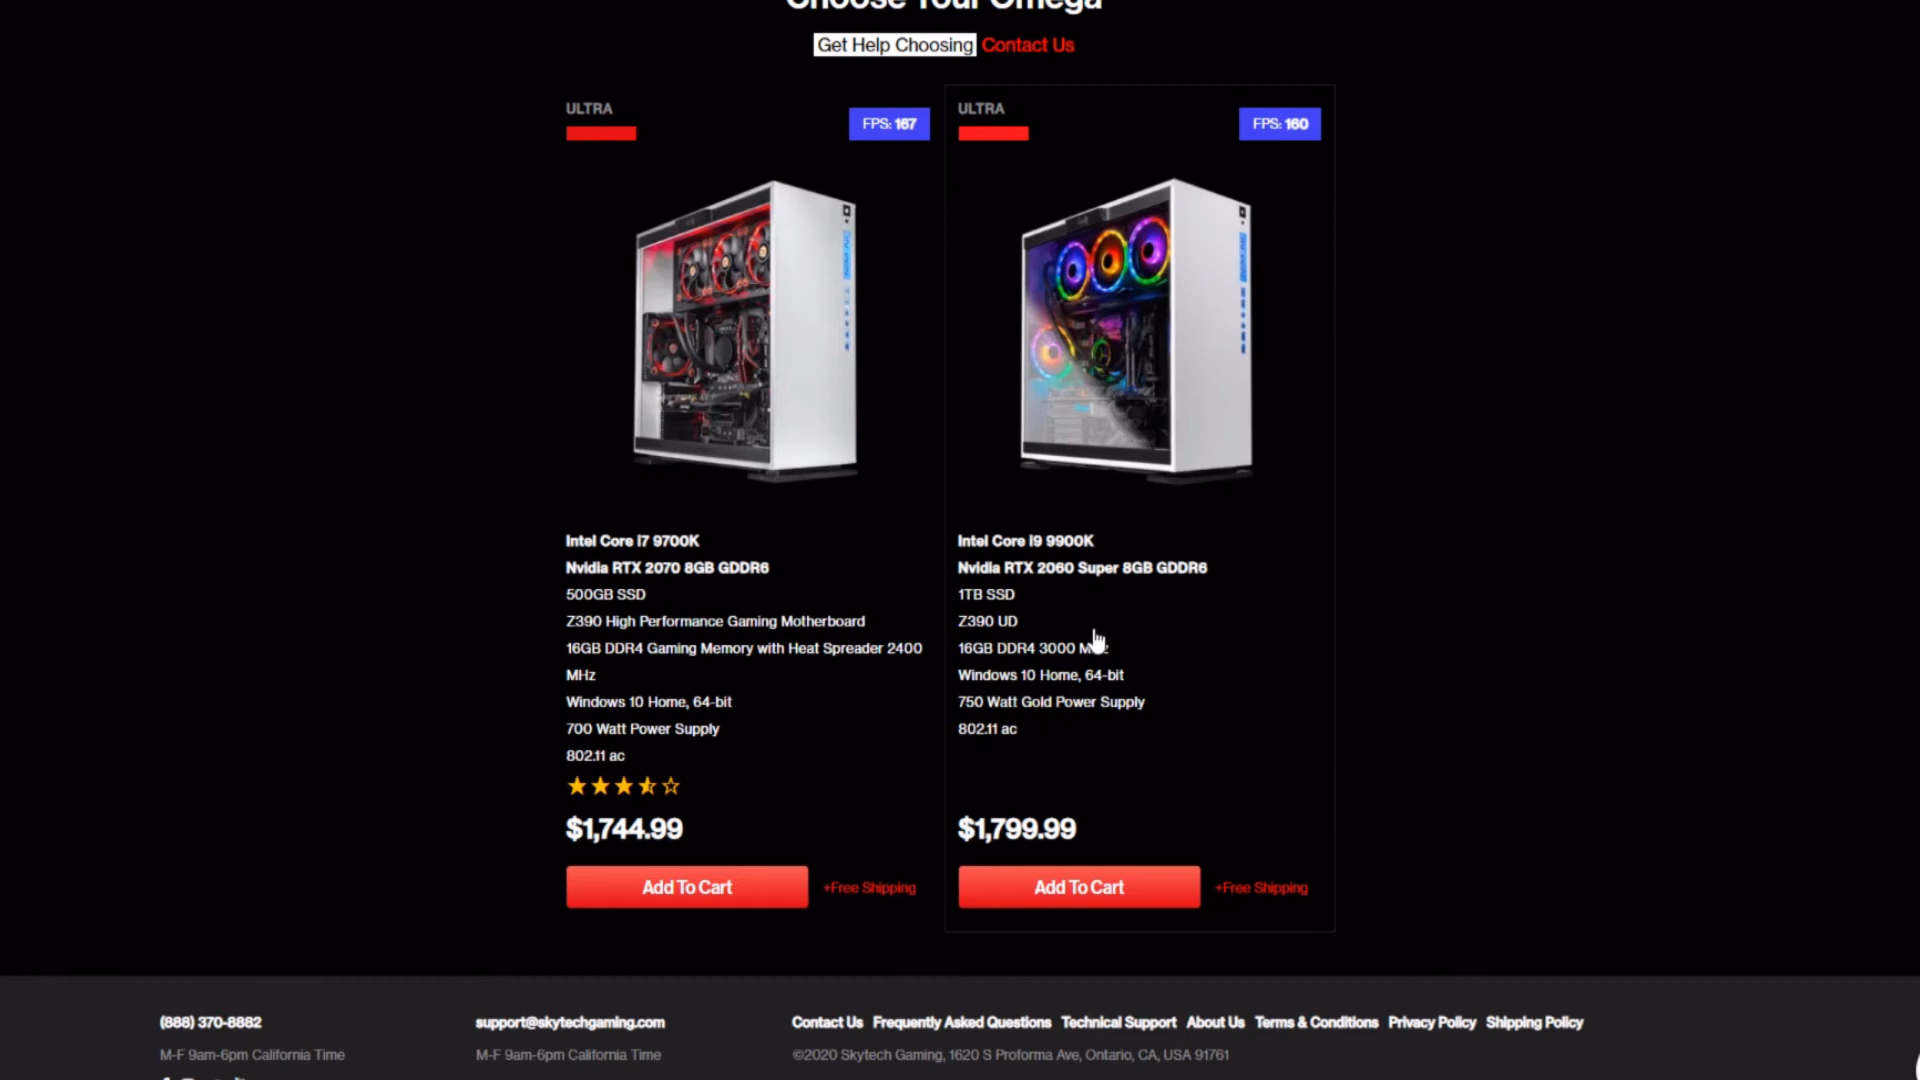 Choose Your Omega
Get Help Choosing Contact Us
ULTRA
FPS: 167
ULTRA
FPS: 160
Intel Core i7 9700K
Nvidia RTX 2070 8GB GDDR6
500GB SSD
Z390 High Performance Gaming Motherboard
16GB DDR4 Gaming Memory with Heat Spreader 2400
MHz
Windows 10 Home, 64-bit
700 Watt Power Supply
802.11 ac
$1,744.99
Add To Cart +Free Shipping
Intel Core i9 9900K
Nvidia RTX 2060 Super 8GB GDDR6
1TB SSD
Z390 UD
16GB DDR4 3000 MHz
Windows 10 Home, 64-bit
750 Watt Gold Power Supply
802.11 ac
$1,799.99
Add To Cart +Free Shipping
(888) 370-8882
M-F 9am-6pm California Time
support@skytechgaming.com
M-F 9am-6pm California Time
Contact Us Frequently Asked Questions Technical Support About Us Terms & Conditions Privacy Policy Shipping Policy
©2020 Skytech Gaming, 1620 S Proforma Ave, Ontario, CA, USA 91761